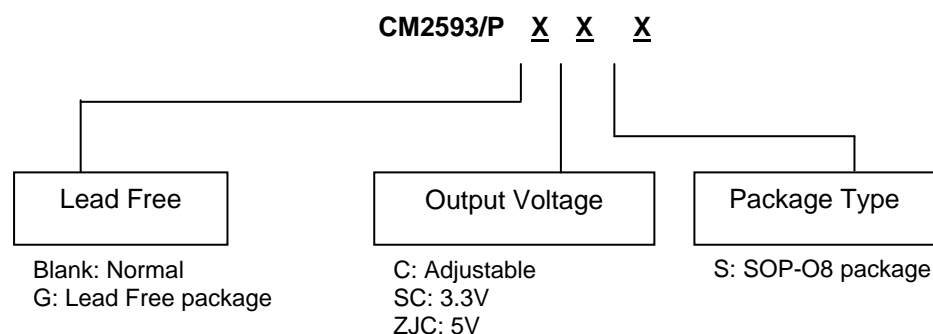 CM2593/P X X X
Lead Free
Output Voltage
Package Type
Blank: Normal
G: Lead Free package
C: Adjustable
SC: 3.3V
ZJC: 5V
S: SOP-O8 package